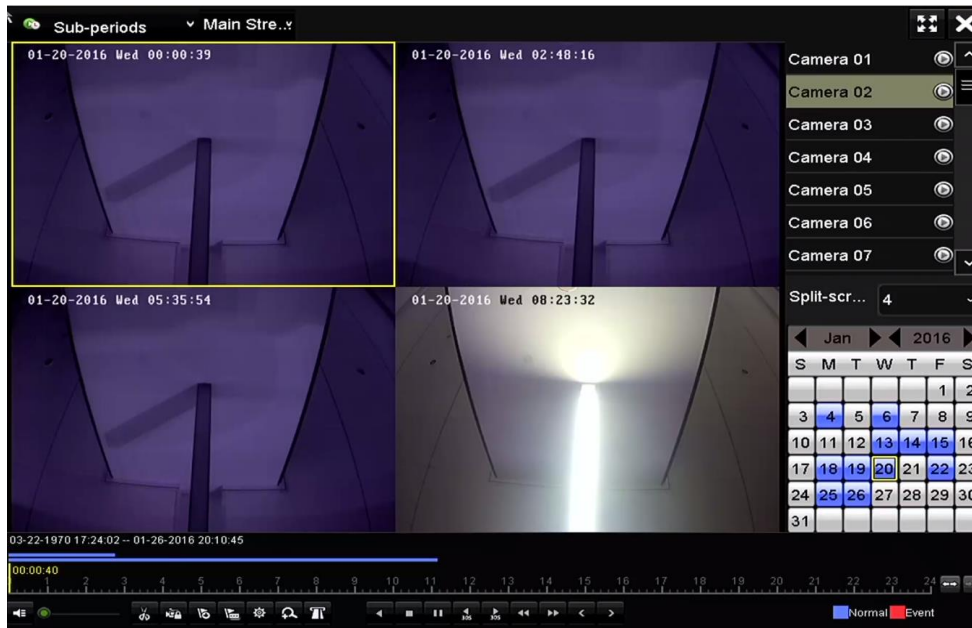 Sub-periods Main Stre...
01-20-2016 Wed 00:00:39
01-20-2016 Wed 02:48:16
Camera 01
Camera 02
Camera 03
Camera 04
Camera 05
Camera 06
Camera 07
01-20-2016 Wed 05:35:54
01-20-2016 Wed 08:23:32
Split-scr... 4
Jan 2016
S M T W T F S
1 2
3 4 5 6 7 8 9
10 11 12 13 14 15 16
17 18 19 20 21 22 23
24 25 26 27 28 29 30
31
03-22-1970 17:24:02 -- 01-26-2016 20:10:45
00:00:40
1 2 3 4 5 6 7 8 9 10 11 12 13 14 15 16 17 18 19 20 21 22 23 24
30S 30S
Normal Event